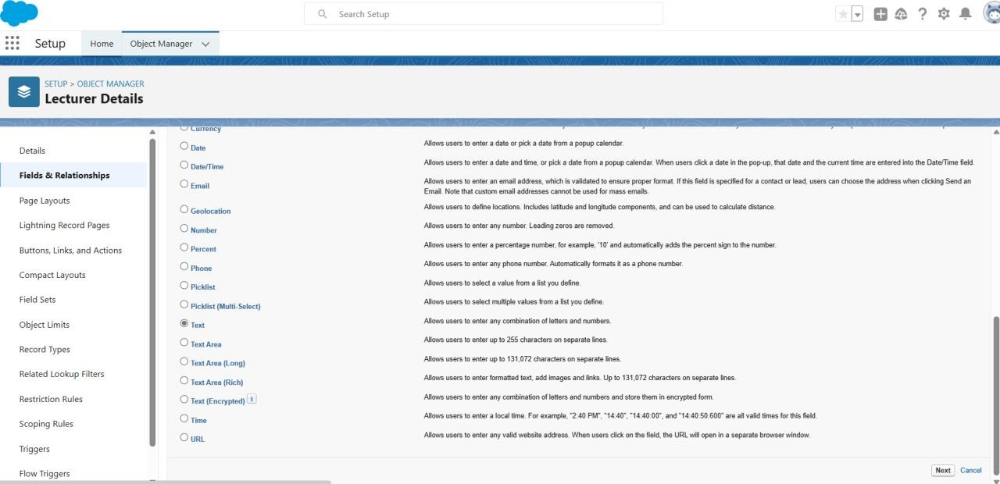 Search Setup
Setup
Home
Object Manager
SETUP > OBJECT MANAGER
Lecturer Details
Details
Fields & Relationships
Page Layouts
Lightning Record Pages
Buttons, Links, and Actions
Compact Layouts
Field Sets
Object Limits
Record Types
Related Lookup Filters
Restriction Rules
Scoping Rules
Triggers
Flow Triggers
Currency
Date
Allows users to enter a date or pick a date from a popup calendar.
Date/Time
Allows users to enter a date and time, or pick a date from a popup calendar. When users click a date in the pop-up, that date and the current time are entered into the Date/Time field.
Email
Allows users to enter an email address, which is validated to ensure proper format. If this field is specified for a contact or lead, users can choose the address when clicking Send an
Email. Note that custom email addresses cannot be used for mass emails.
Geolocation
Allows users to define locations. Includes latitude and longitude components, and can be used to calculate distance.
Number
Allows users to enter any number. Leading zeros are removed.
Percent
Allows users to enter a percentage number, for example, '10' and automatically adds the percent sign to the number.
Phone
Allows users to enter any phone number. Automatically formats it as a phone number.
Picklist
Allows users to select a value from a list you define.
Picklist (Multi-Select)
Allows users to select multiple values from a list you define.
Text
Allows users to enter any combination of letters and numbers.
Text Area
Allows users to enter up to 255 characters on separate lines.
Text Area (Long)
Allows users to enter up to 131,072 characters on separate lines.
Text Area (Rich)
Allows users to enter formatted text, add images and links. Up to 131,072 characters on separate lines.
Text (Encrypted) i
Allows users to enter any combination of letters and numbers and store them in encrypted form.
Time
Allows users to enter a local time. For example, "2:40 PM", "14:40", "14:40:00", and "14:40:50:600" are all valid times for this field.
URL
Allows users to enter any valid website address. When users click on the field, the URL will open in a separate browser window.
Next
Cancel